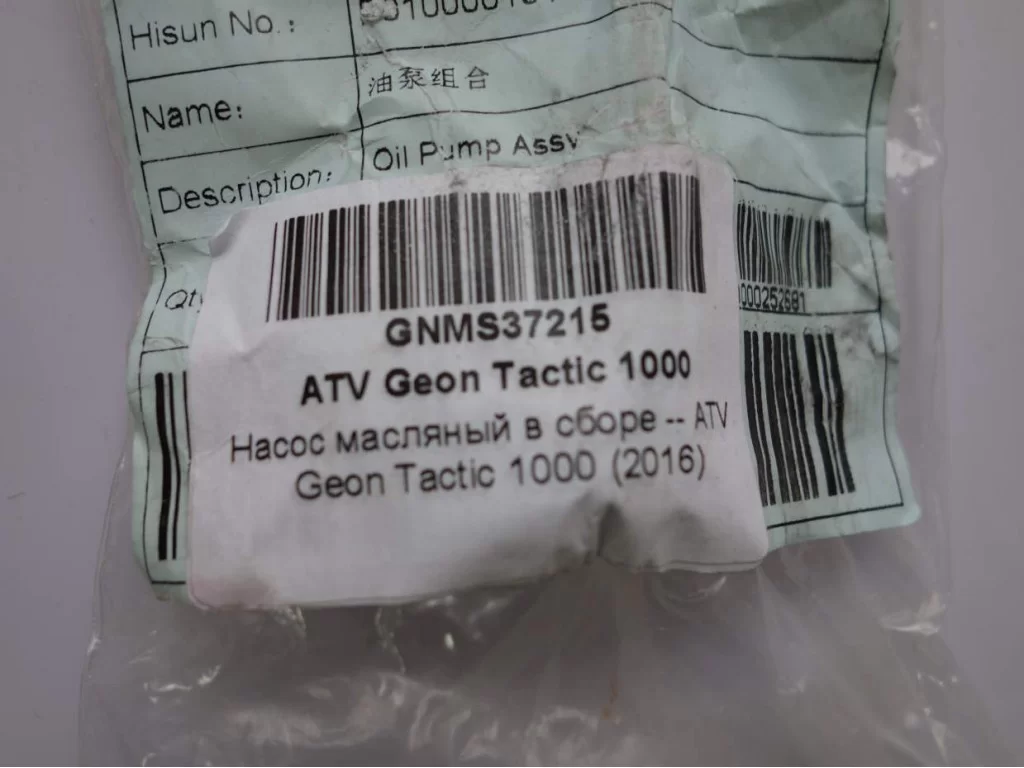 Hisun No.:
Name: 油泵组合
Description: Oil Pump Assy
GNMS37215
ATV Geon Tactic 1000
Насос масляный в сборе -- ATV
Geon Tactic 1000 (2016)